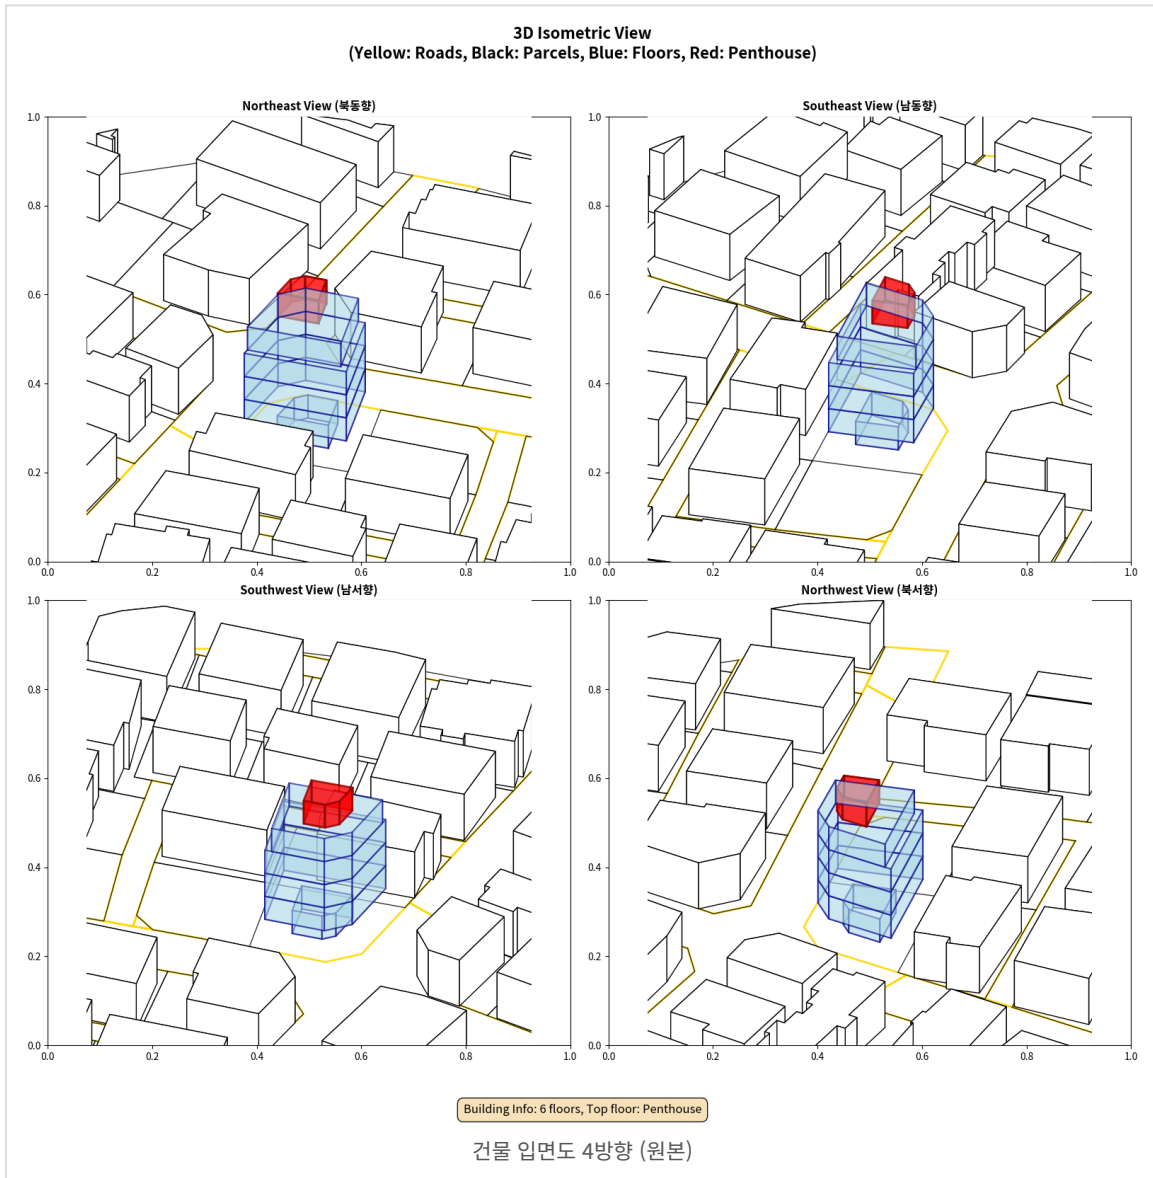 3D Isometric View
(Yellow: Roads, Black: Parcels, Blue: Floors, Red: Penthouse)
Northeast View (북동향)
1.0
0.8
0.6
0.4
0.2
0.0
0.0 0.2 0.4 0.6 0.8 1.0
Southeast View (남동향)
1.0
0.8
0.6
0.4
0.2
0.0
0.0 0.2 0.4 0.6 0.8 1.0
Southwest View (남서향)
1.0
0.8
0.6
0.4
0.2
0.0
0.0 0.2 0.4 0.6 0.8 1.0
Northwest View (북서향)
1.0
0.8
0.6
0.4
0.2
0.0
0.0 0.2 0.4 0.6 0.8 1.0
Building Info: 6 floors, Top floor: Penthouse
건물 입면도 4방향 (원본)